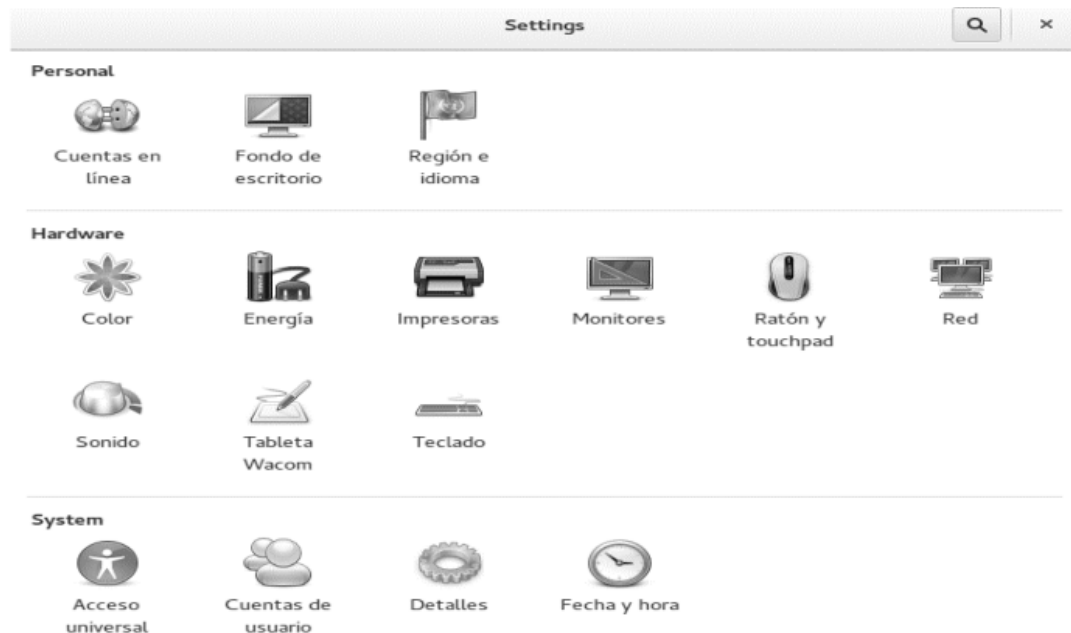 Settings
Personal
Cuentas en Fondo de Región e
línea escritorio idioma
Hardware
Color Energía Impresoras Monitores Ratón y Red
touchpad
Sonido Tableta Teclado
Wacom
System
Acceso Cuentas de Detalles Fecha y hora
universal usuario